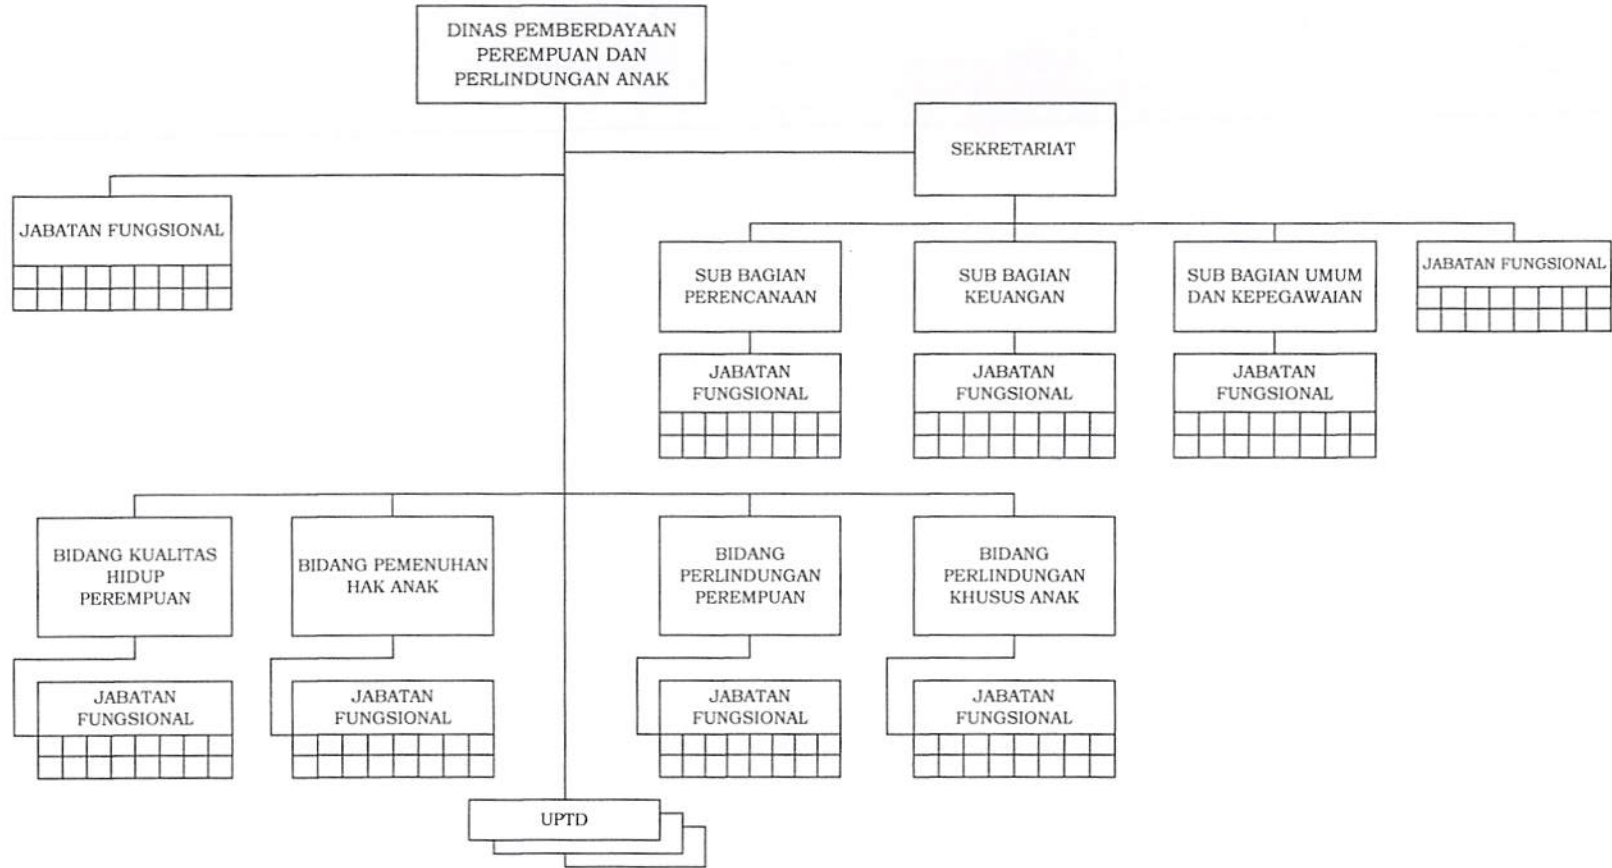 DINAS PEMBERDAYAAN
PEREMPUAN DAN
PERLINDUNGAN ANAK
SEKRETARIAT
JABATAN FUNGSIONAL
SUB BAGIAN
PERENCANAAN
SUB BAGIAN
KEUANGAN
SUB BAGIAN UMUM
DAN KEPEGAWAIAN
JABATAN FUNGSIONAL
JABATAN
FUNGSIONAL
JABATAN
FUNGSIONAL
JABATAN
FUNGSIONAL
BIDANG KUALITAS
HIDUP
PEREMPUAN
BIDANG PEMENUHAN
HAK ANAK
BIDANG
PERLINDUNGAN
PEREMPUAN
BIDANG
PERLINDUNGAN
KHUSUS ANAK
JABATAN
FUNGSIONAL
JABATAN
FUNGSIONAL
JABATAN
FUNGSIONAL
JABATAN
FUNGSIONAL
UPTD